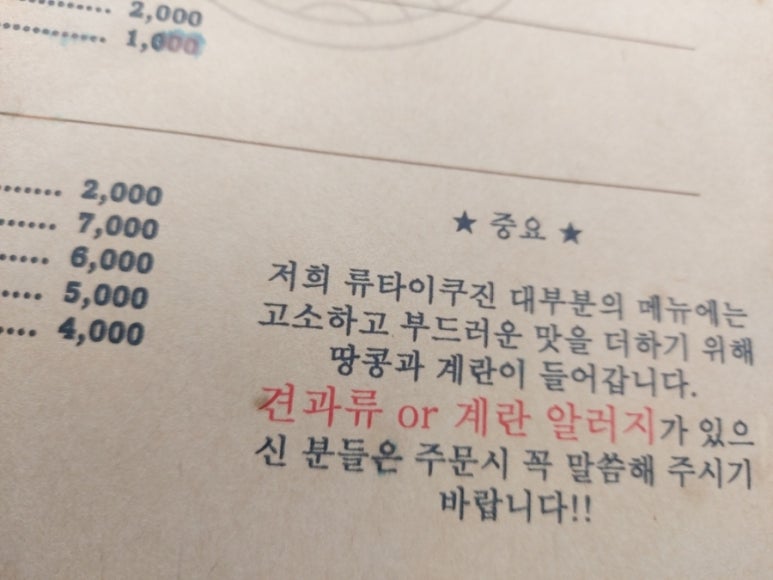 2,000
1,000
2,000
7,000
6,000
5,000
4,000
★ 중요 ★
저희 류타이쿠진 대부분의 메뉴에는
고소하고 부드러운 맛을 더하기 위해
땅콩과 계란이 들어갑니다.
견과류 or 계란 알러지가 있으
신 분들은 주문시 꼭 말씀해 주시기
바랍니다!!